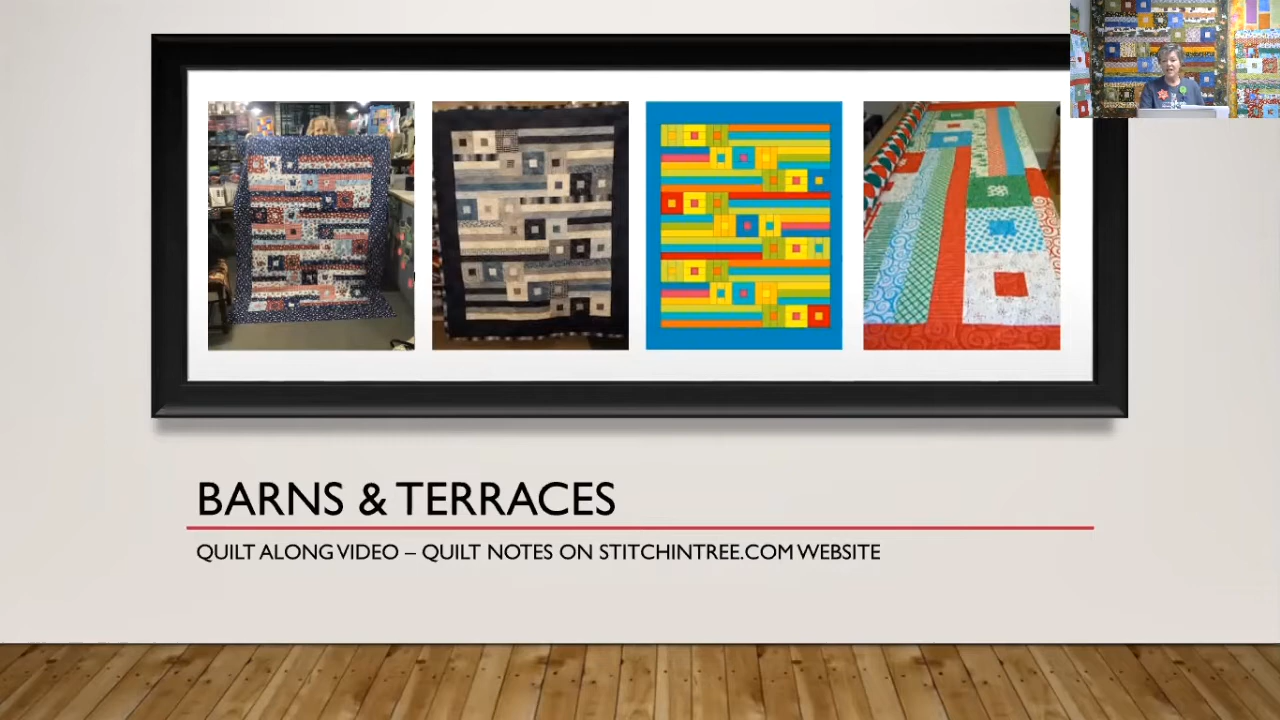 BARNS & TERRACES
QUILT ALONG VIDEO – QUILT NOTES ON STITCHINTREE.COM WEBSITE